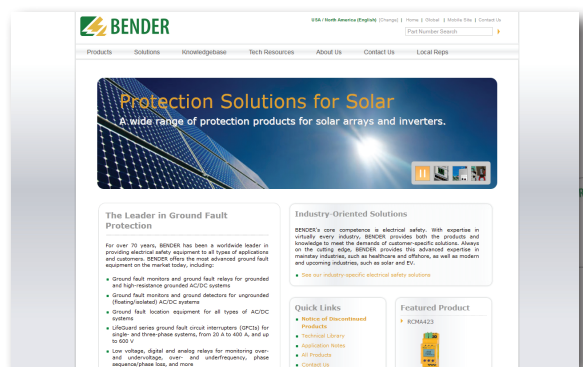 BENDER
USA / North America (English) (Change) | Home | Global | Mobile Site | Contact Us
Part Number Search
Products Solutions Knowledgebase Tech Resources About Us Contact Us Local Reps
Protection Solutions for Solar
A wide range of protection products for solar arrays and inverters.
The Leader in Ground Fault
Protection
For over 70 years, BENDER has been a worldwide leader in
providing electrical safety equipment to all types of applications
and customers. BENDER offers the most advanced ground fault
equipment on the market today, including:
Ground fault monitors and ground fault relays for grounded
and high-resistance grounded AC/DC systems
Ground fault monitors and ground detectors for ungrounded
(floating/isolated) AC/DC systems
Ground fault location equipment for all types of AC/DC
systems
LifeGuard series ground fault circuit interrupters (GFCIs) for
single- and three-phase systems, from 20 A to 400 A, and up
to 600 V
Low voltage, digital and analog relays for monitoring over-
and undervoltage, over- and underfrequency, phase
sequence/phase loss, and more
Industry-Oriented Solutions
BENDER's core competence is electrical safety. With expertise in
virtually every industry, BENDER provides both the products and
knowledge to meet the demands of customer-specific solutions. Always
on the cutting edge, BENDER provides this advanced expertise in
mainstay industries, such as healthcare and offshore, as well as modern
and upcoming industries, such as solar and EV.
See our industry-specific electrical safety solutions
Quick Links
Notice of Discontinued
Products
Technical Library
Application Notes
All Products
Contact Us
Featured Product
RCMA423